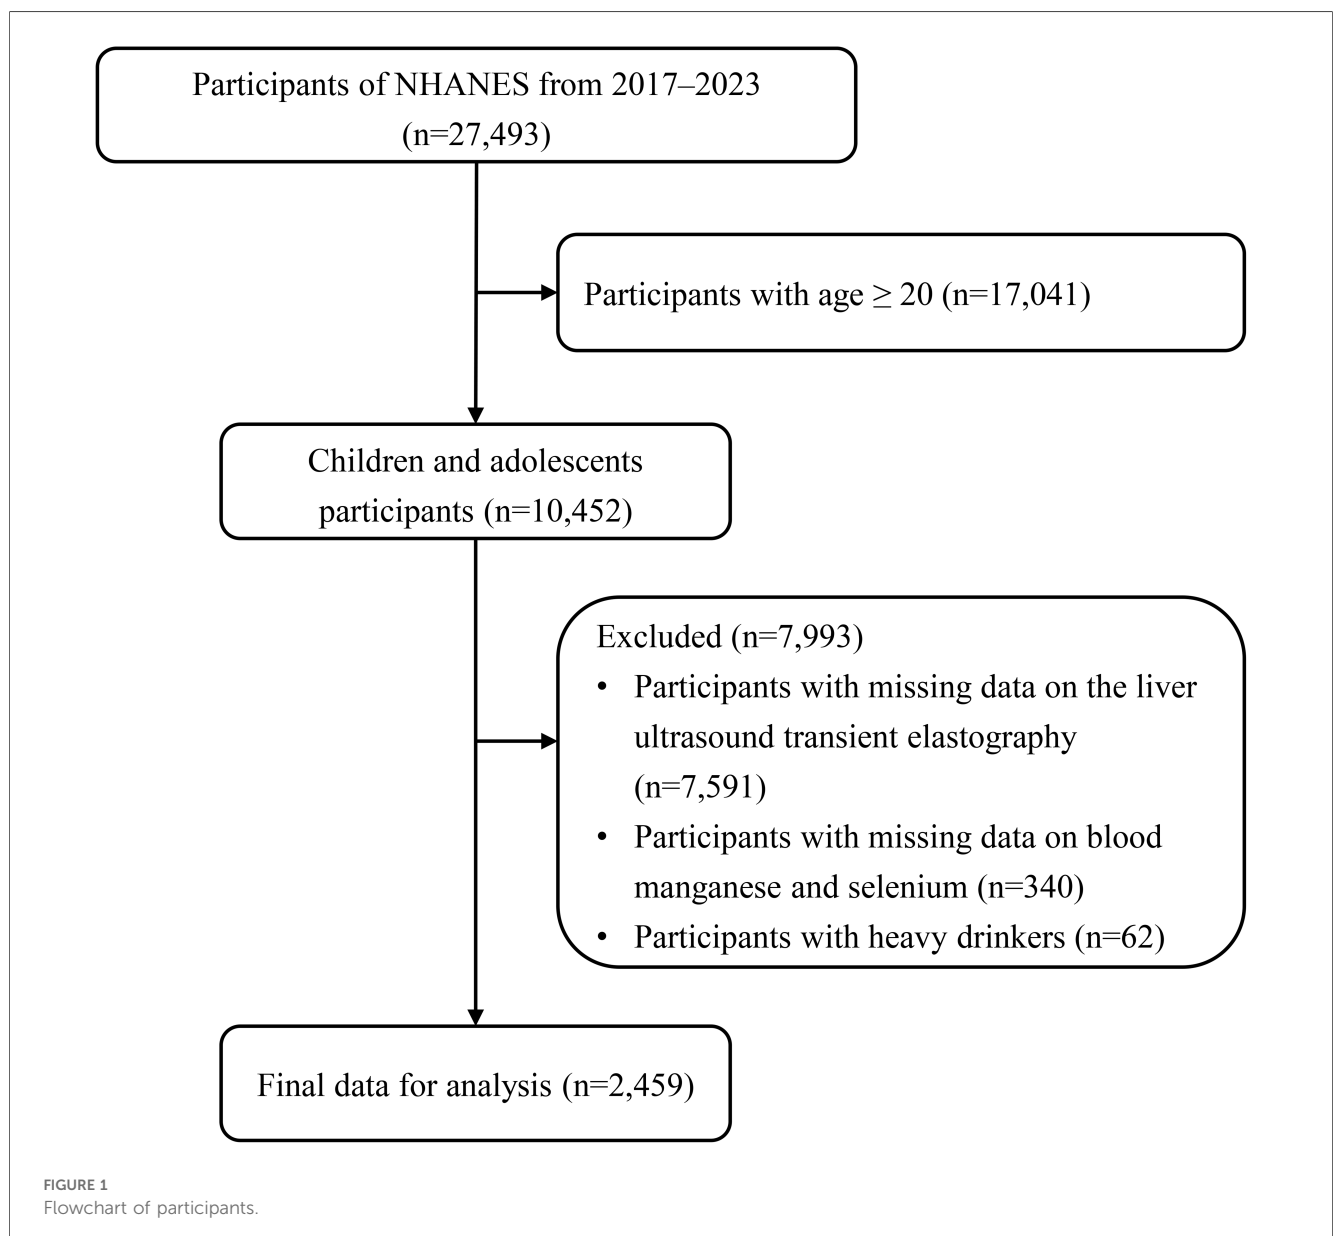 Participants of NHANES from 2017–2023
(n=27,493)
Participants with age ≥ 20 (n=17,041)
Children and adolescents
participants (n=10,452)
Excluded (n=7,993)
• Participants with missing data on the liver
ultrasound transient elastography
(n=7,591)
• Participants with missing data on blood
manganese and selenium (n=340)
• Participants with heavy drinkers (n=62)
Final data for analysis (n=2,459)
FIGURE 1
Flowchart of participants.